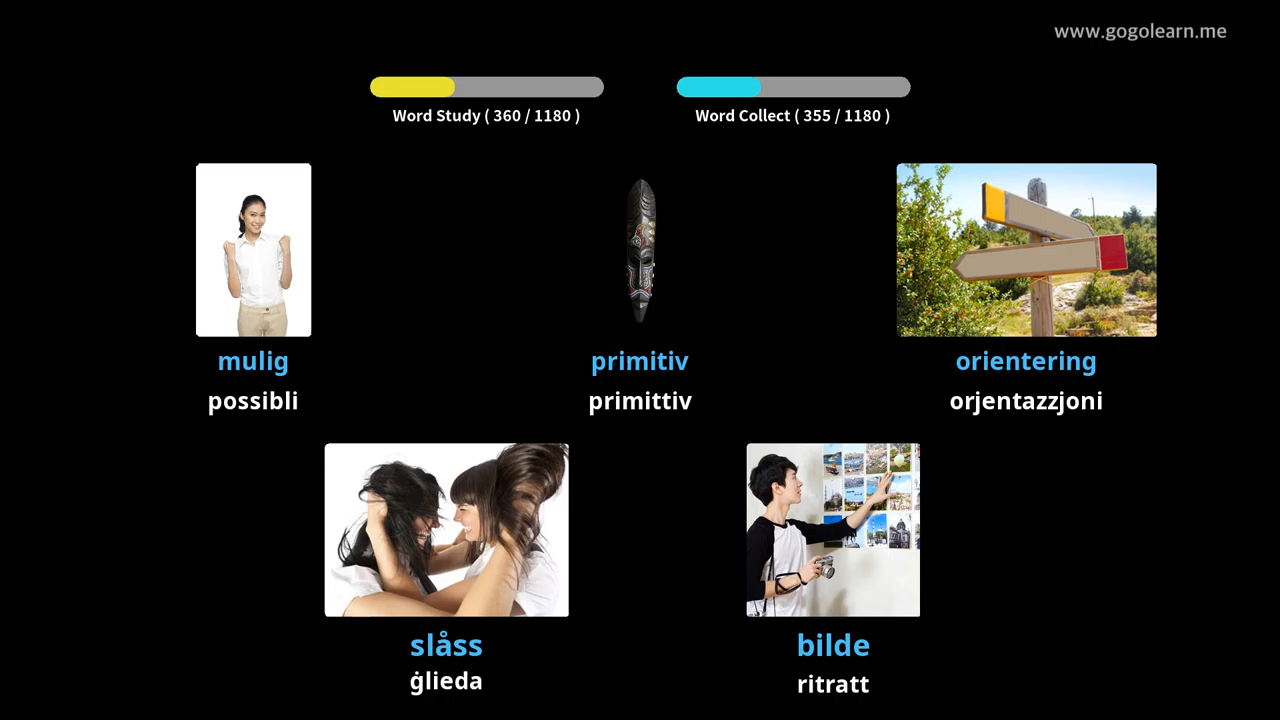 www.gogolearn.me
Word Study ( 360 / 1180 )
Word Collect ( 355 / 1180 )
mulig
possibli
primitiv
primittiv
orientering
orjentazzjoni
slåss
ġlieda
bilde
ritratt